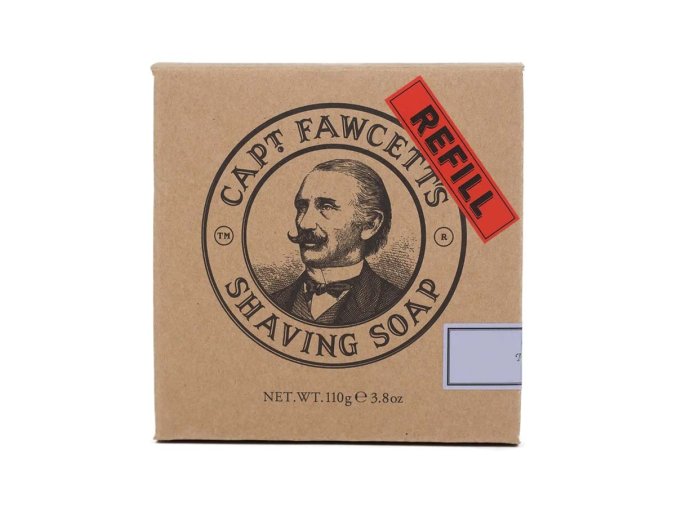 REFILL
CAPT. FAWCETT'S
TM
R
SHAVING SOAP
NET.WT.110g ℮ 3.8oz